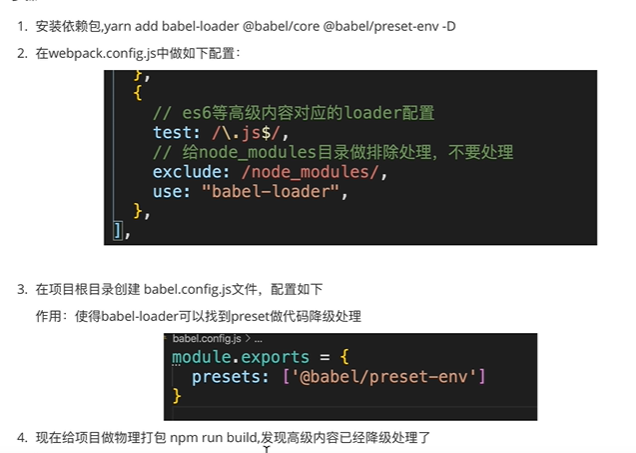 1. 安装依赖包,yarn add babel-loader @babel/core @babel/preset-env -D
2. 在webpack.config.js中做如下配置：
},
{
// es6等高级内容对应的loader配置
test: /\.js$/,
// 给node_modules目录做排除处理，不要处理
exclude: /node_modules/,
use: "babel-loader",
},
],
3. 在项目根目录创建 babel.config.js文件，配置如下
作用：使得babel-loader可以找到preset做代码降级处理
babel.config.js > ...
module.exports = {
presets: ['@babel/preset-env']
}
4. 现在给项目做物理打包 npm run build,发现高级内容已经降级处理了